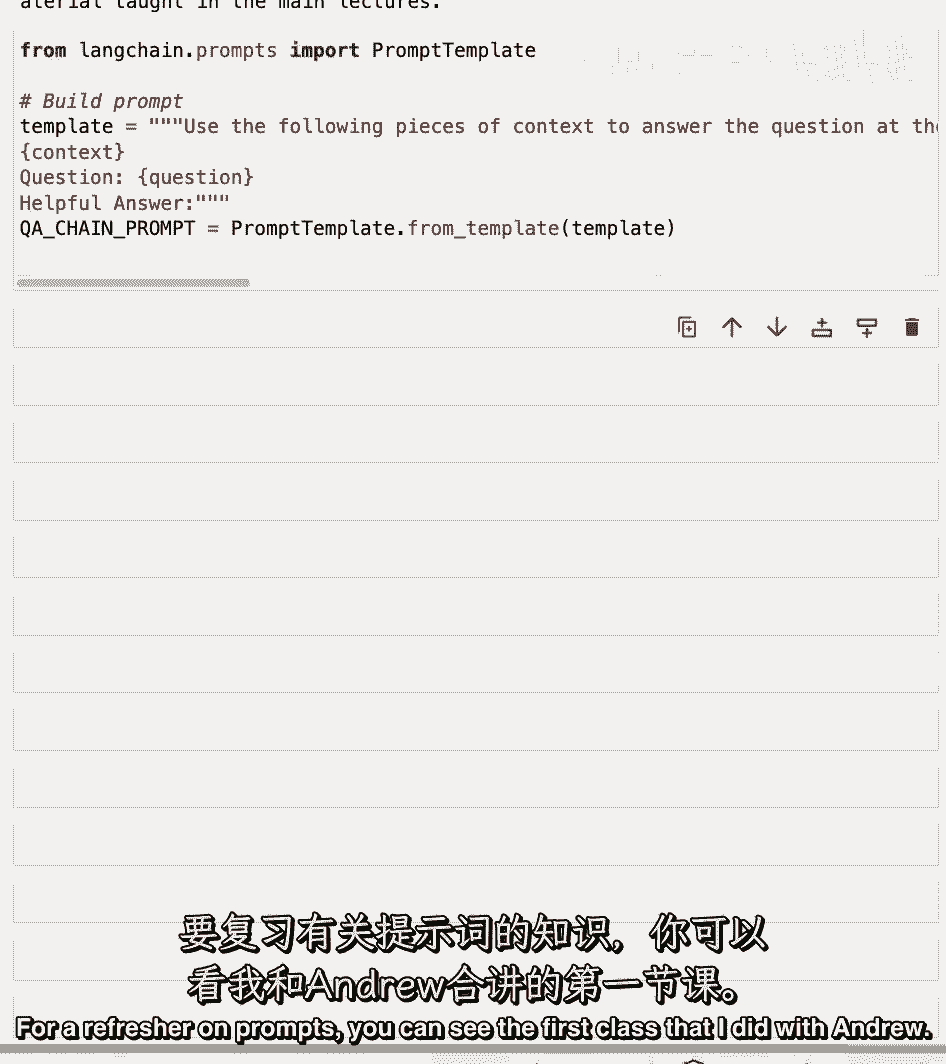 aterial taught in the main lectures.
from langchain.prompts import PromptTemplate
# Build prompt
template = """Use the following pieces of context to answer the question at the
{context}
Question: {question}
Helpful Answer:"""
QA_CHAIN_PROMPT = PromptTemplate.from_template(template)
要复习有关提示词的知识，你可以
看我和Andrew合讲的第一节课。
For a refresher on prompts, you can see the first class that I did with Andrew.